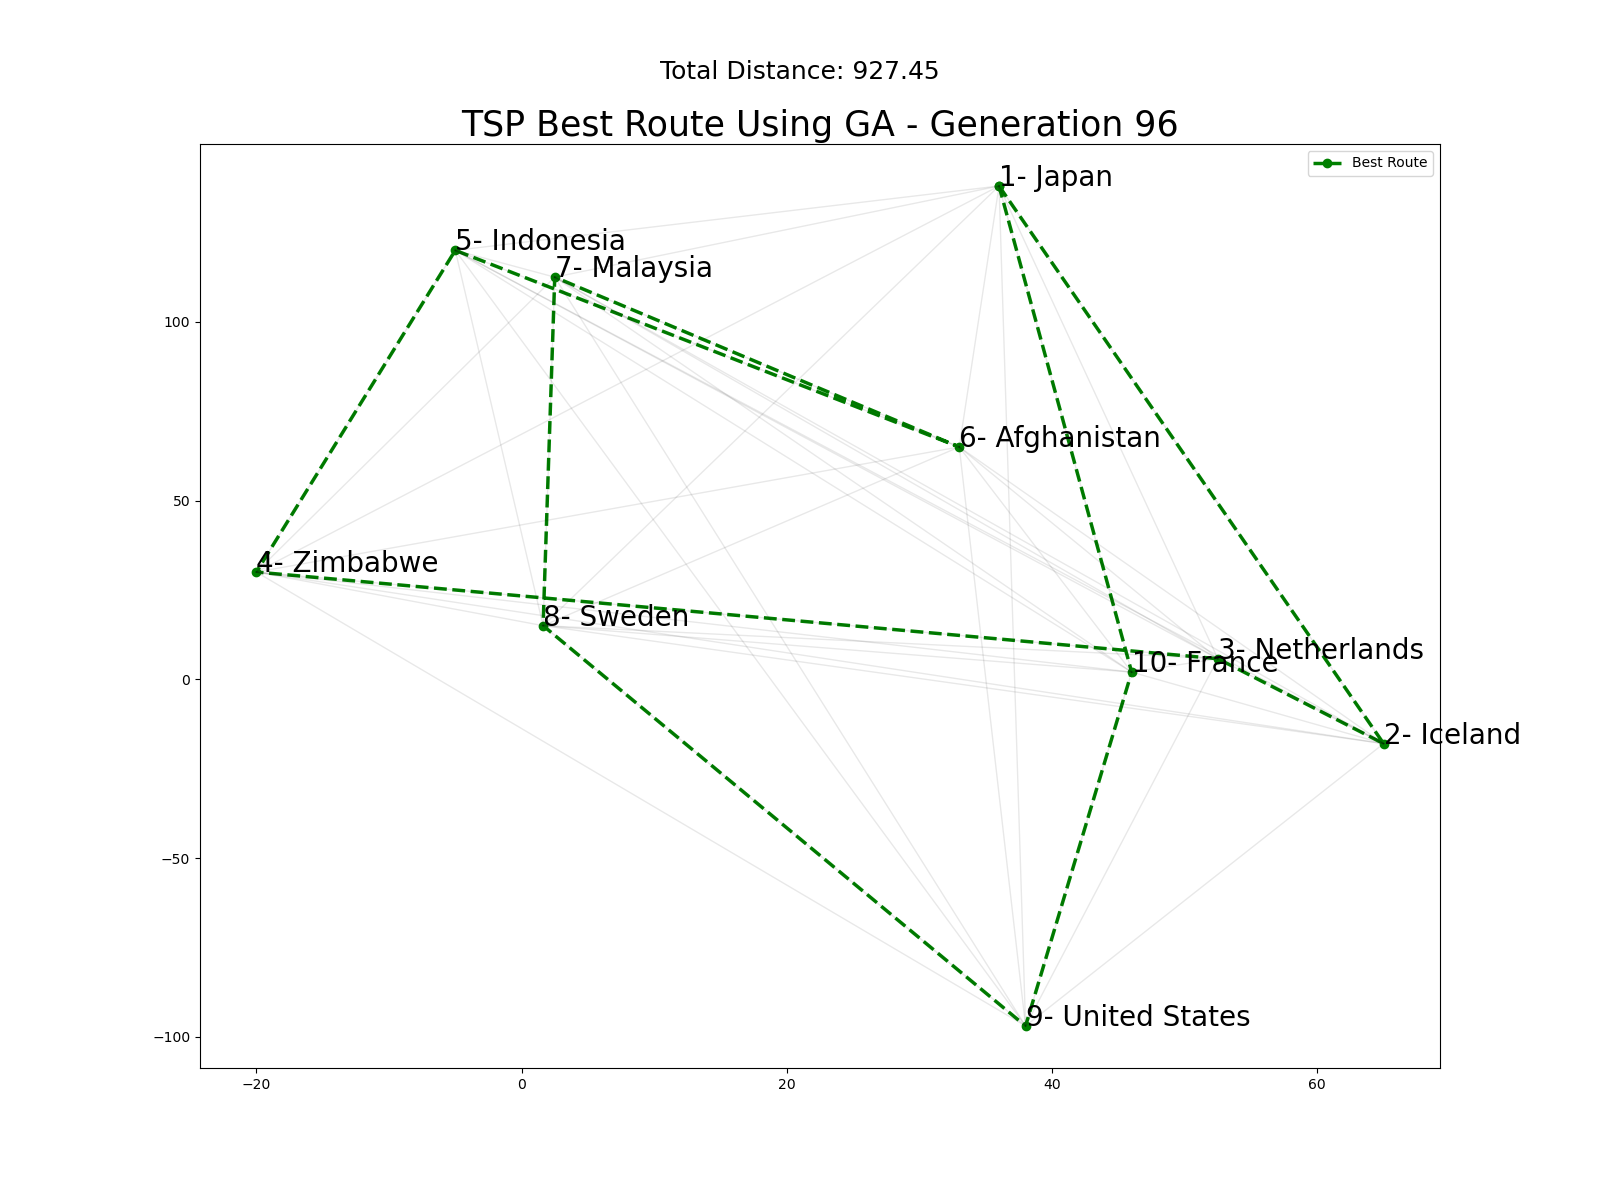 Total Distance: 927.45
TSP Best Route Using GA - Generation 96
Best Route
1- Japan
5- Indonesia
7- Malaysia
100
6- Afghanistan
50
4- Zimbabwe
8- Sweden
3- Netherlands
10- France
0
2- Iceland
−50
9- United States
−100
−20 0 20 40 60